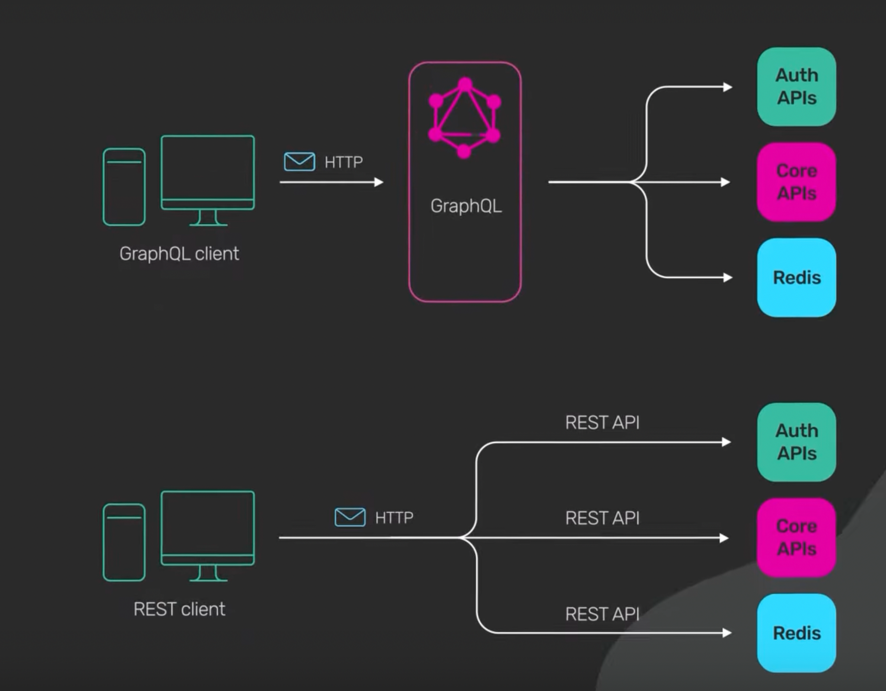 Auth
APIs
HTTP
GraphQL
Core
APIs
GraphQL client
Redis
REST API
Auth
APIs
HTTP
REST API
Core
APIs
REST client
REST API
Redis